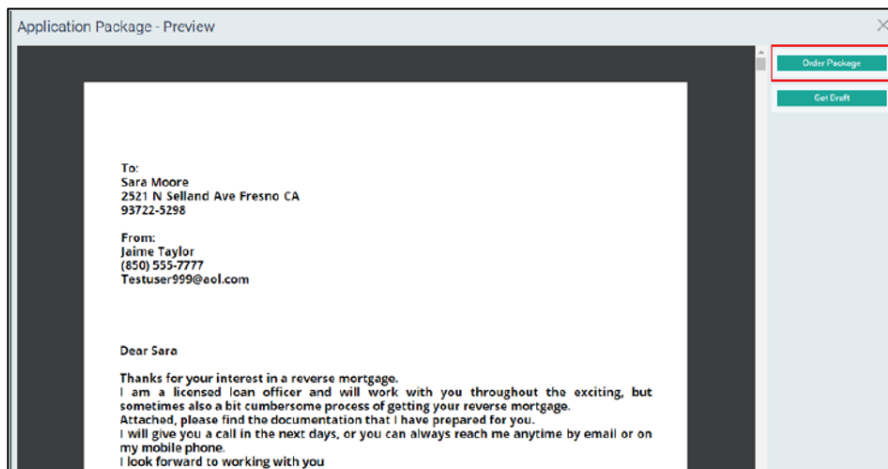 Application Package - Preview
Order Package
Get Draft
To:
Sara Moore
2521 N Selland Ave Fresno CA
93722-5298
From:
Jaime Taylor
(850) 555-7777
Testuser999@aol.com
Dear Sara
Thanks for your interest in a reverse mortgage.
I am a licensed loan officer and will work with you throughout the exciting, but
sometimes also a bit cumbersome process of getting your reverse mortgage.
Attached, please find the documentation that I have prepared for you.
I will give you a call in the next days, or you can always reach me anytime by email or on
my mobile phone.
I look forward to working with you